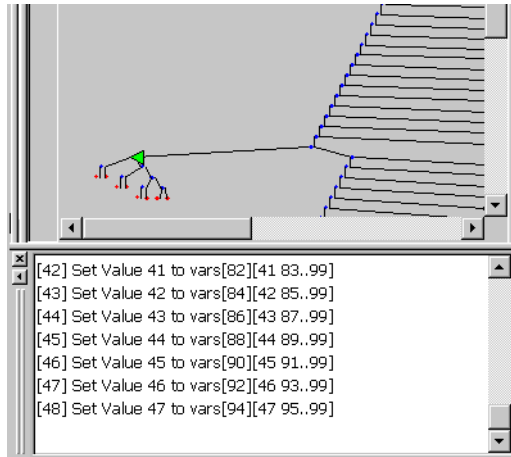 [42] Set Value 41 to vars[82][41 83..99]
[43] Set Value 42 to vars[84][42 85..99]
[44] Set Value 43 to vars[86][43 87..99]
[45] Set Value 44 to vars[88][44 89..99]
[46] Set Value 45 to vars[90][45 91..99]
[47] Set Value 46 to vars[92][46 93..99]
[48] Set Value 47 to vars[94][47 95..99]